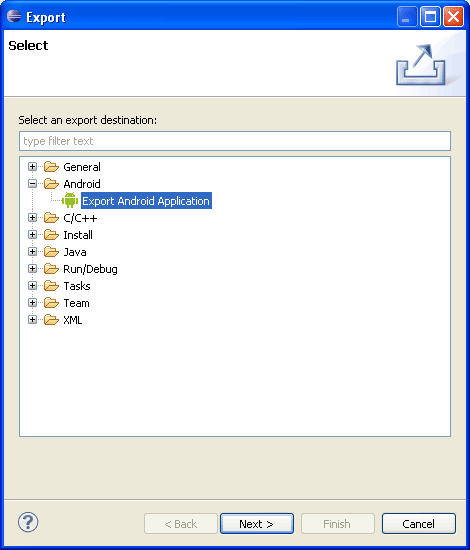 Export
Select
Select an export destination:
type filter text
General
Android
Export Android Application
C/C++
Install
Java
Run/Debug
Tasks
Team
XML
< Back
Next >
Finish
Cancel